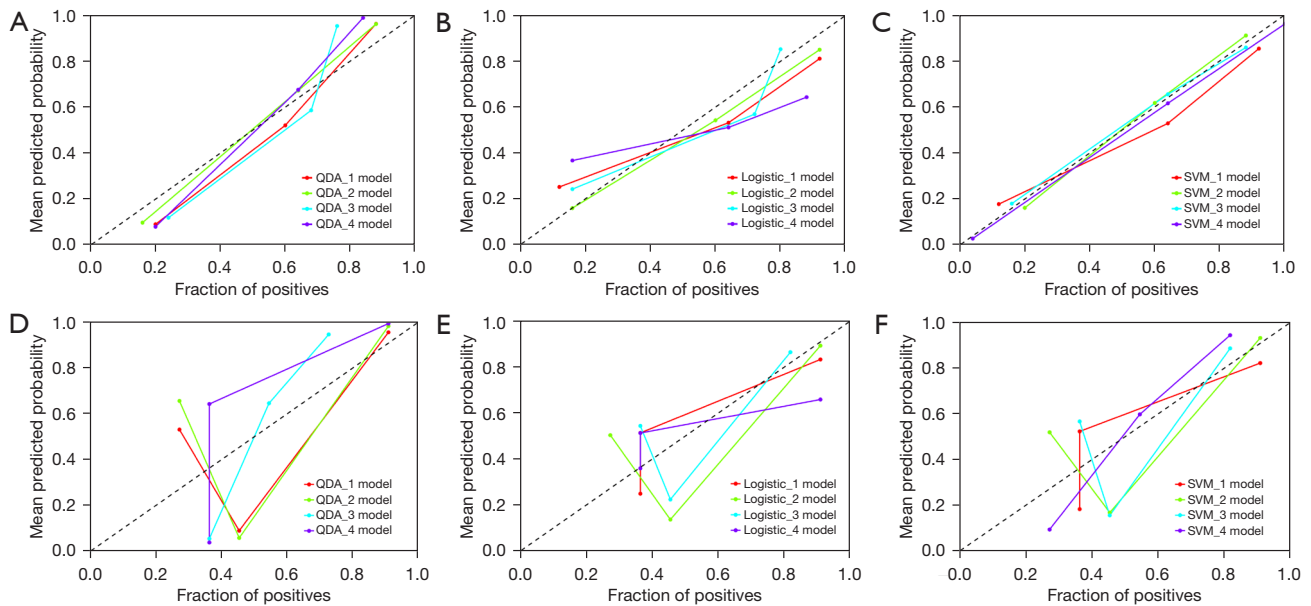 A
Mean predicted probability
1.0
0.8
0.6
0.4
0.2
0.0
QDA_1 model
QDA_2 model
QDA_3 model
QDA_4 model
0.0 0.2 0.4 0.6 0.8 1.0
Fraction of positives
B
Mean predicted probability
1.0
0.8
0.6
0.4
0.2
0.0
Logistic_1 model
Logistic_2 model
Logistic_3 model
Logistic_4 model
0.0 0.2 0.4 0.6 0.8 1.0
Fraction of positives
C
Mean predicted probability
1.0
0.8
0.6
0.4
0.2
0.0
SVM_1 model
SVM_2 model
SVM_3 model
SVM_4 model
0.0 0.2 0.4 0.6 0.8 1.0
Fraction of positives
D
Mean predicted probability
1.0
0.8
0.6
0.4
0.2
0.0
QDA_1 model
QDA_2 model
QDA_3 model
QDA_4 model
0.0 0.2 0.4 0.6 0.8 1.0
Fraction of positives
E
Mean predicted probability
1.0
0.8
0.6
0.4
0.2
0.0
Logistic_1 model
Logistic_2 model
Logistic_3 model
Logistic_4 model
0.0 0.2 0.4 0.6 0.8 1.0
Fraction of positives
F
Mean predicted probability
1.0
0.8
0.6
0.4
0.2
0.0
SVM_1 model
SVM_2 model
SVM_3 model
SVM_4 model
0.0 0.2 0.4 0.6 0.8 1.0
Fraction of positives